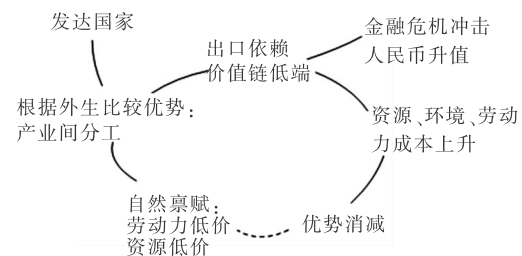 发达国家
出口依赖
价值链低端
金融危机冲击
人民币升值
根据外生比较优势:
产业间分工
资源、环境、劳动
力成本上升
自然禀赋:
劳动力低价
资源低价
优势消减